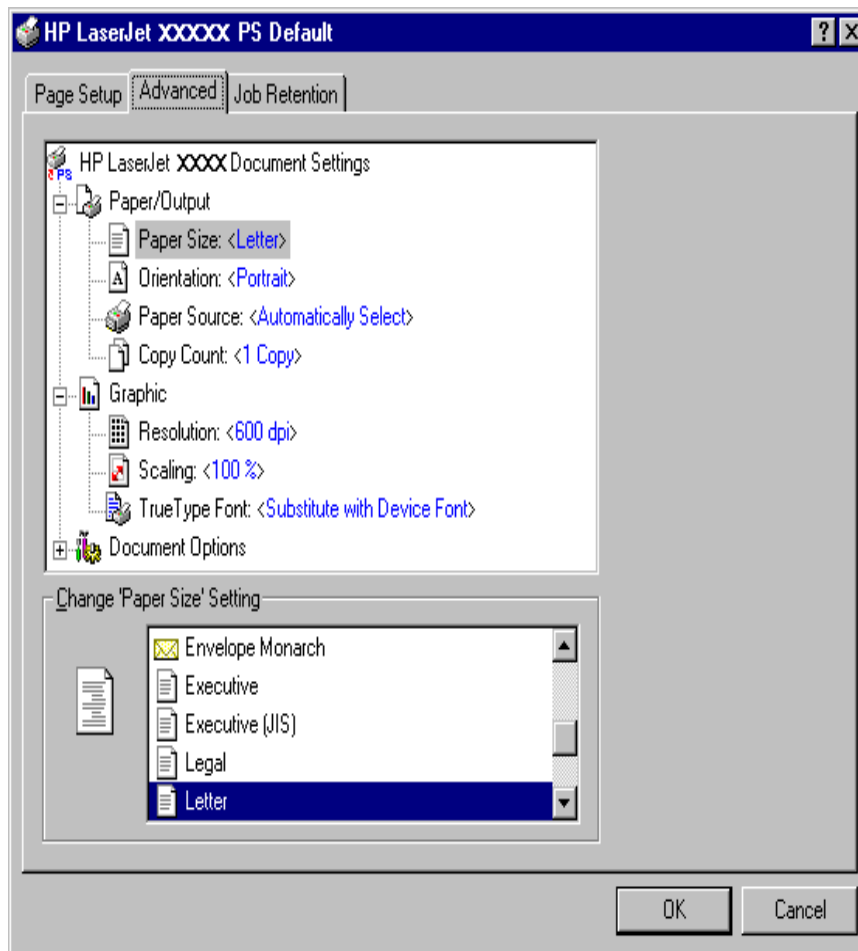 HP LaserJet XXXXX PS Default
? X
Page Setup Advanced Job Retention
PS HP LaserJet XXXX Document Settings
Paper/Output
Paper Size: <Letter>
A Orientation: <Portrait>
Paper Source: <Automatically Select>
Copy Count: <1 Copy>
Graphic
Resolution: <600 dpi>
Scaling: <100 %>
TrueType Font: <Substitute with Device Font>
Document Options
Change 'Paper Size' Setting
Envelope Monarch
Executive
Executive (JIS)
Legal
Letter
OK Cancel